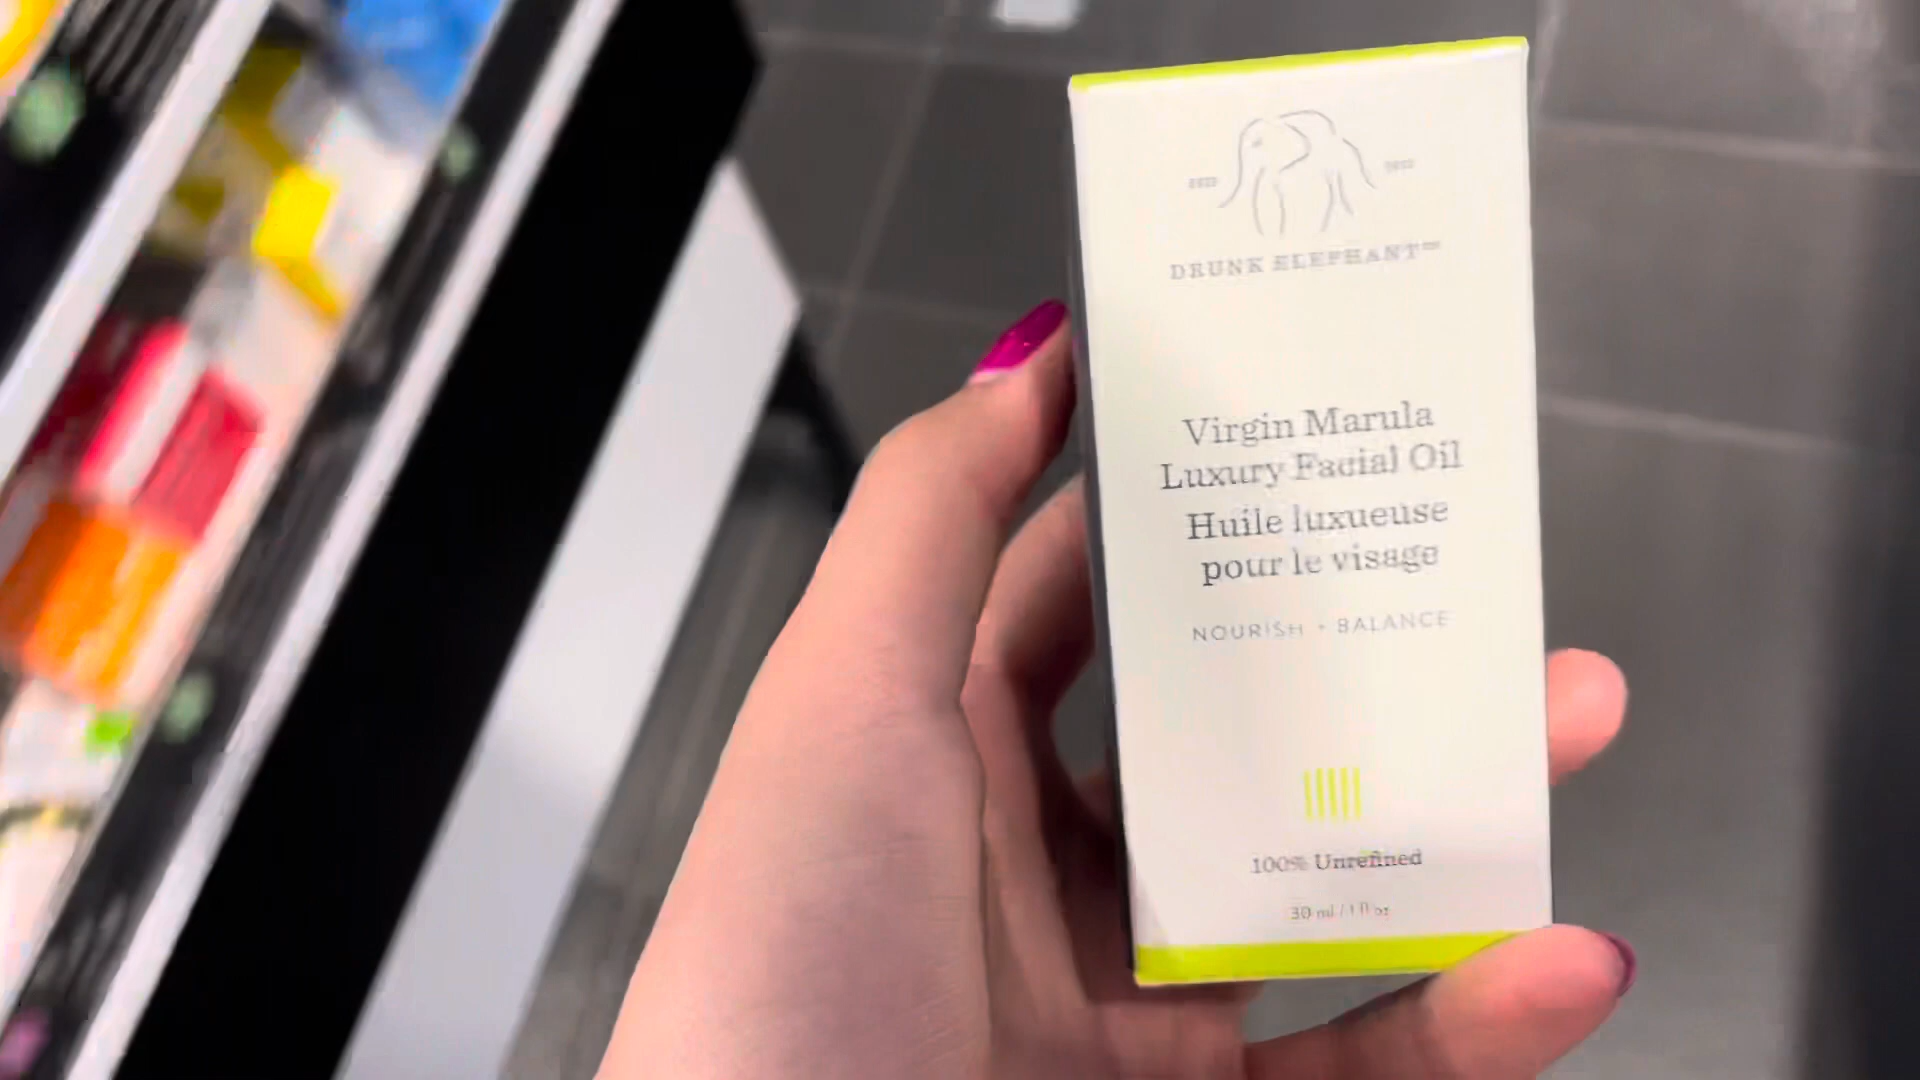 DRUNK ELEPHANT™
Virgin Marula
Luxury Facial Oil
Huile luxueuse
pour le visage
NOURISH + BALANCE
100% Unrefined
30 ml / 1 fl oz